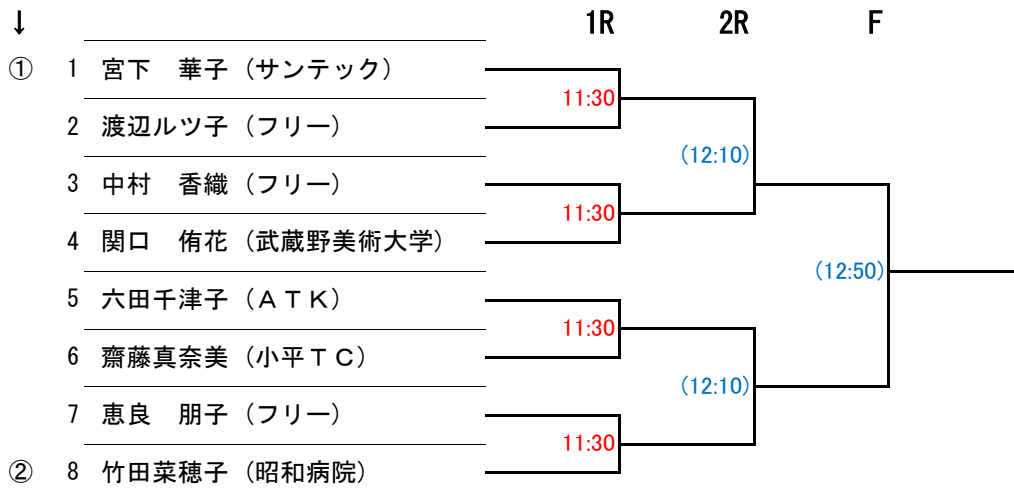 ↓ 1R 2R F
① 1 宮下　華子（サンテック）
11:30
2 渡辺ルツ子（フリー）
(12:10)
3 中村　香織（フリー）
11:30
4 関口　侑花（武蔵野美術大学）
(12:50)
5 六田千津子（ＡＴＫ）
11:30
6 齋藤真奈美（小平ＴＣ）
(12:10)
7 恵良　朋子（フリー）
11:30
② 8 竹田菜穂子（昭和病院）